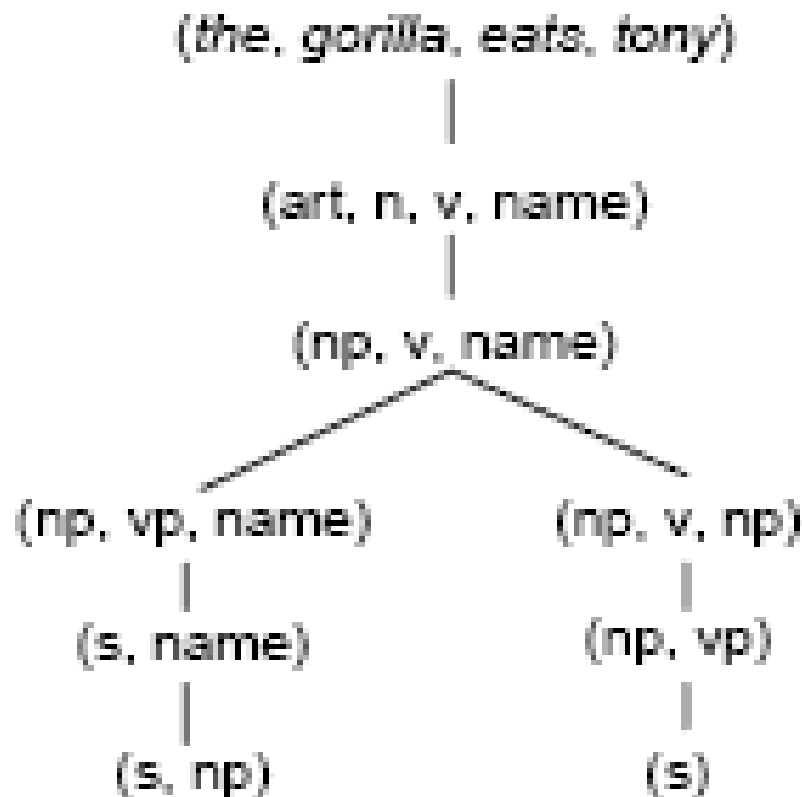 (the, gorilla, eats, tony)
(art, n, v, name)
(np, v, name)
(np, vp, name) (np, v, np)
(s, name) (np, vp)
(s, np) (s)